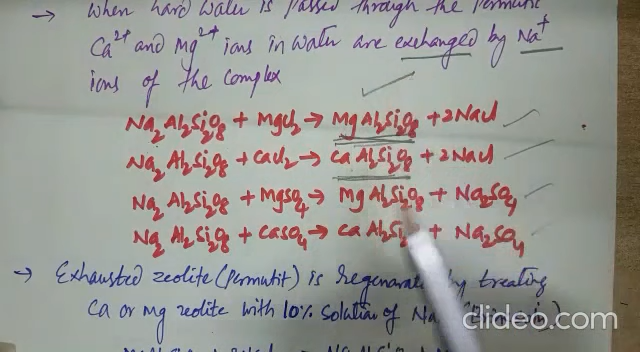 → When hard water is passed through the Permutit
Ca²⁺ and Mg²⁺ ions in water are exchanged by Na⁺
ions of the complex
Na₂Al₂Si₂O₈ + MgCl₂ → MgAl₂Si₂O₈ + 2NaCl
Na₂Al₂Si₂O₈ + CaCl₂ → CaAl₂Si₂O₈ + 2NaCl
Na₂Al₂Si₂O₈ + MgSO₄ → MgAl₂Si₂O₈ + Na₂SO₄
Na₂Al₂Si₂O₈ + CaSO₄ → CaAl₂Si₂ + Na₂SO₄
→ Exhausted zeolite (Permutit) is regenerated by treating
Ca or Mg zeolite with 10% solution of Na
clideo.com